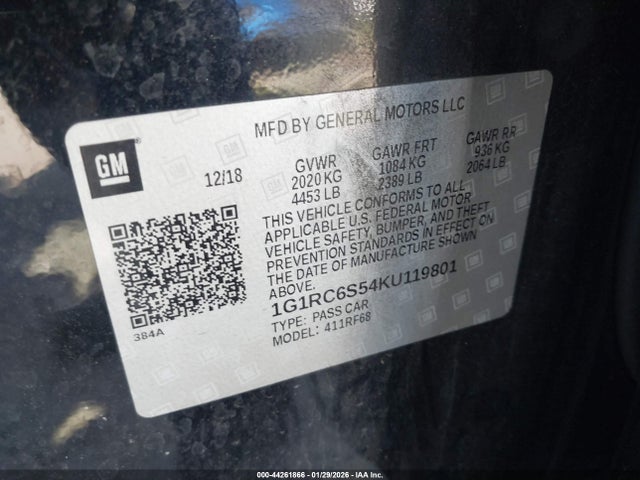 MFD BY GENERAL MOTORS LLC
GM
12/18
GVWR
2020 KG
4453 LB
GAWR FRT
1084 KG
2389 LB
GAWR RR
936 KG
2064 LB
THIS VEHICLE CONFORMS TO ALL
APPLICABLE U.S. FEDERAL MOTOR
VEHICLE SAFETY, BUMPER, AND THEFT
PREVENTION STANDARDS IN EFFECT ON
THE DATE OF MANUFACTURE SHOWN
ABOVE.
1G1RC6S54KU119801
TYPE: PASS CAR
MODEL: 411RF68
384A
000-44261866 - 01/29/2026 - IAA Inc.